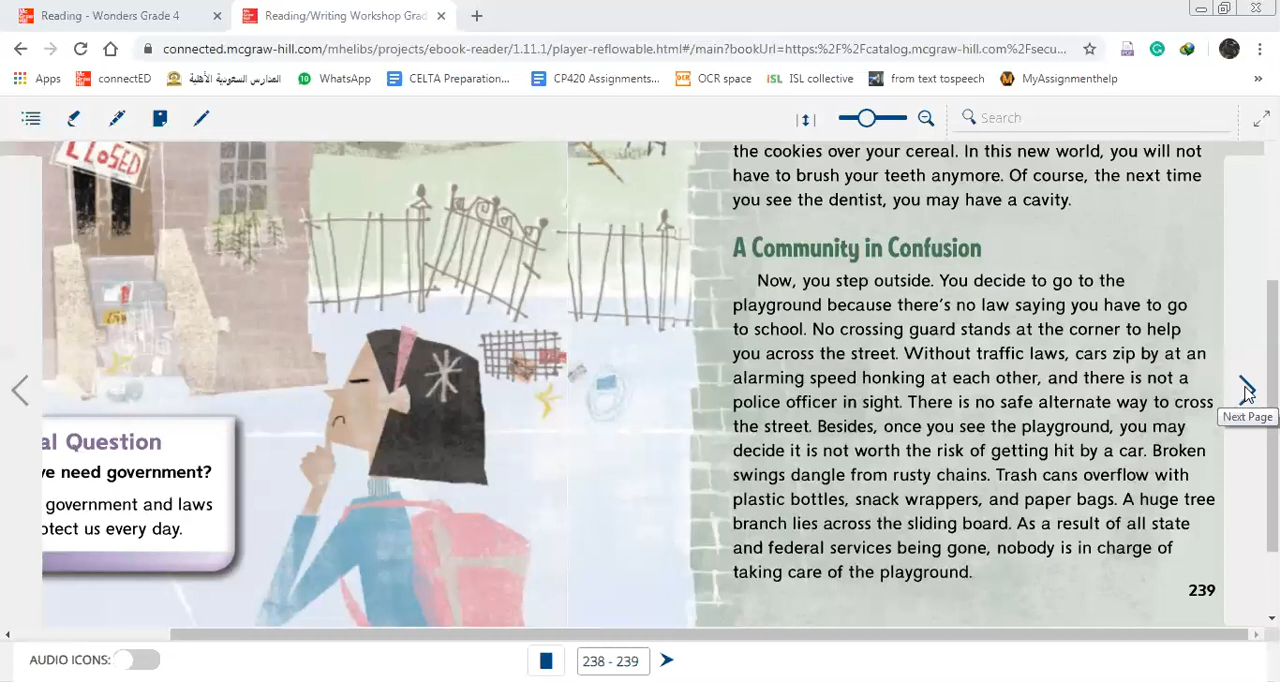 Reading - Wonders Grade 4
Reading/Writing Workshop Grad
connected.mcgraw-hill.com/mhelibs/projects/ebook-reader/1.11.1/player-reflowable.html#/main?bookUrl=https:%2F%2Fcatalog.mcgraw-hill.com%2Fsecu...
Apps
connectED
المدارس السعودية الأهلية
WhatsApp
CELTA Preparation...
CP420 Assignments...
OCR space
ISL collective
from text tospeech
MyAssignmenthelp
»
Search
CLOSED
the cookies over your cereal. In this new world, you will not
have to brush your teeth anymore. Of course, the next time
you see the dentist, you may have a cavity.
A Community in Confusion
Now, you step outside. You decide to go to the
playground because there's no law saying you have to go
to school. No crossing guard stands at the corner to help
you across the street. Without traffic laws, cars zip by at an
alarming speed honking at each other, and there is not a
police officer in sight. There is no safe alternate way to cross
the street. Besides, once you see the playground, you may
decide it is not worth the risk of getting hit by a car. Broken
swings dangle from rusty chains. Trash cans overflow with
plastic bottles, snack wrappers, and paper bags. A huge tree
branch lies across the sliding board. As a result of all state
and federal services being gone, nobody is in charge of
taking care of the playground.
239
al Question
ve need government?
government and laws
otect us every day.
Next Page
AUDIO ICONS:
238 - 239